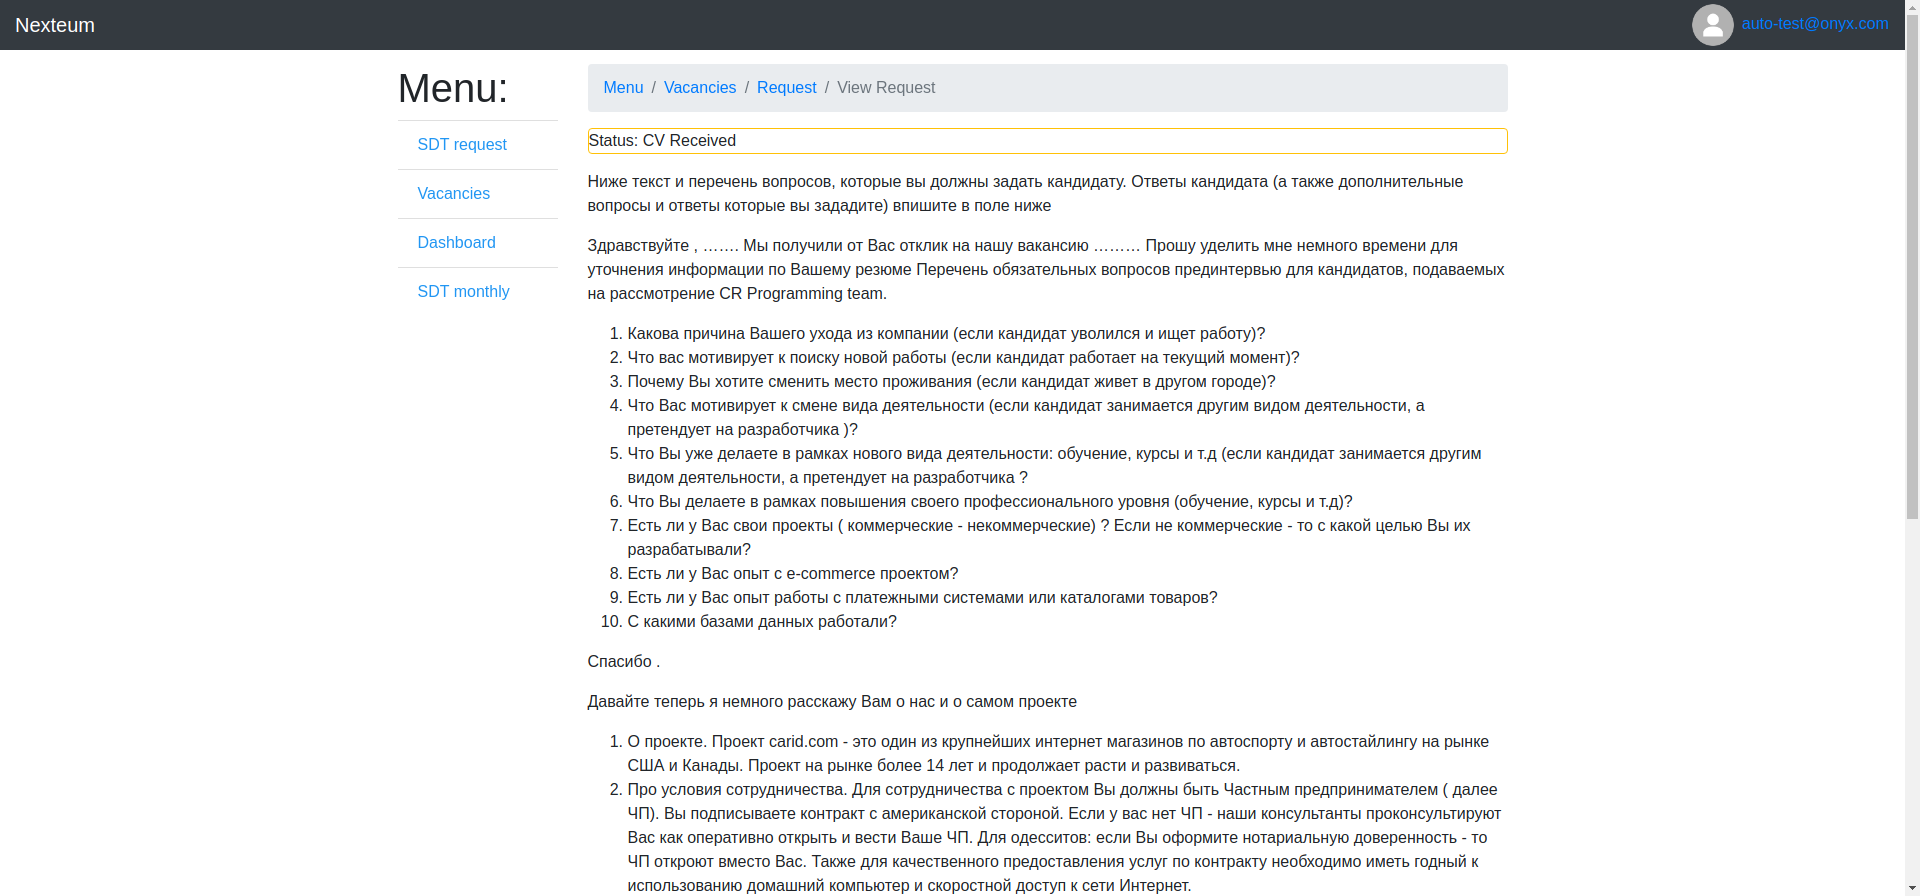 Nexteum
auto-test@onyx.com
Menu:
SDT request
Vacancies
Dashboard
SDT monthly
Menu / Vacancies / Request / View Request
Status: CV Received
Ниже текст и перечень вопросов, которые вы должны задать кандидату. Ответы кандидата (а также дополнительные
вопросы и ответы которые вы зададите) впишите в поле ниже
Здравствуйте , ……. Мы получили от Вас отклик на нашу вакансию ……… Прошу уделить мне немного времени для
уточнения информации по Вашему резюме Перечень обязательных вопросов прединтервью для кандидатов, подаваемых
на рассмотрение CR Programming team.
1. Какова причина Вашего ухода из компании (если кандидат уволился и ищет работу)?
2. Что вас мотивирует к поиску новой работы (если кандидат работает на текущий момент)?
3. Почему Вы хотите сменить место проживания (если кандидат живет в другом городе)?
4. Что Вас мотивирует к смене вида деятельности (если кандидат занимается другим видом деятельности, а
претендует на разработчика )?
5. Что Вы уже делаете в рамках нового вида деятельности: обучение, курсы и т.д (если кандидат занимается другим
видом деятельности, а претендует на разработчика ?
6. Что Вы делаете в рамках повышения своего профессионального уровня (обучение, курсы и т.д)?
7. Есть ли у Вас свои проекты ( коммерческие - некоммерческие) ? Если не коммерческие - то с какой целью Вы их
разрабатывали?
8. Есть ли у Вас опыт с e-commerce проектом?
9. Есть ли у Вас опыт работы с платежными системами или каталогами товаров?
10. С какими базами данных работали?
Спасибо .
Давайте теперь я немного расскажу Вам о нас и о самом проекте
1. О проекте. Проект carid.com - это один из крупнейших интернет магазинов по автоспорту и автостайлингу на рынке
США и Канады. Проект на рынке более 14 лет и продолжает расти и развиваться.
2. Про условия сотрудничества. Для сотрудничества с проектом Вы должны быть Частным предпринимателем ( далее
ЧП). Вы подписываете контракт с американской стороной. Если у вас нет ЧП - наши консультанты проконсультируют
Вас как оперативно открыть и вести Ваше ЧП. Для одесситов: если Вы оформите нотариальную доверенность - то
ЧП откроют вместо Вас. Также для качественного предоставления услуг по контракту необходимо иметь годный к
использованию домашний компьютер и скоростной доступ к сети Интернет.